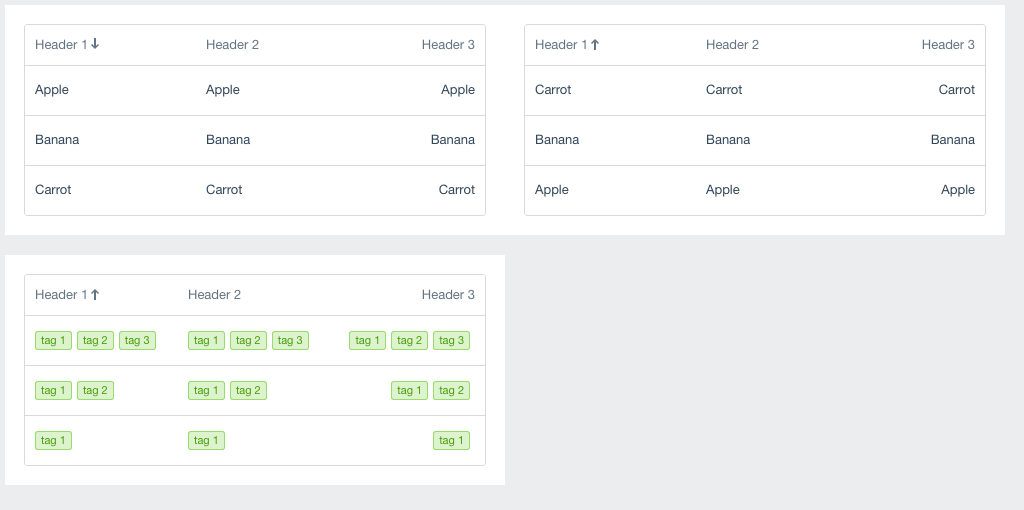 Header 1 Header 2 Header 3
Apple Apple Apple
Banana Banana Banana
Carrot Carrot Carrot
Header 1 Header 2 Header 3
Carrot Carrot Carrot
Banana Banana Banana
Apple Apple Apple
Header 1 Header 2 Header 3
tag 1 tag 2 tag 3 tag 1 tag 2 tag 3 tag 1 tag 2 tag 3
tag 1 tag 2 tag 1 tag 2 tag 1 tag 2
tag 1 tag 1 tag 1